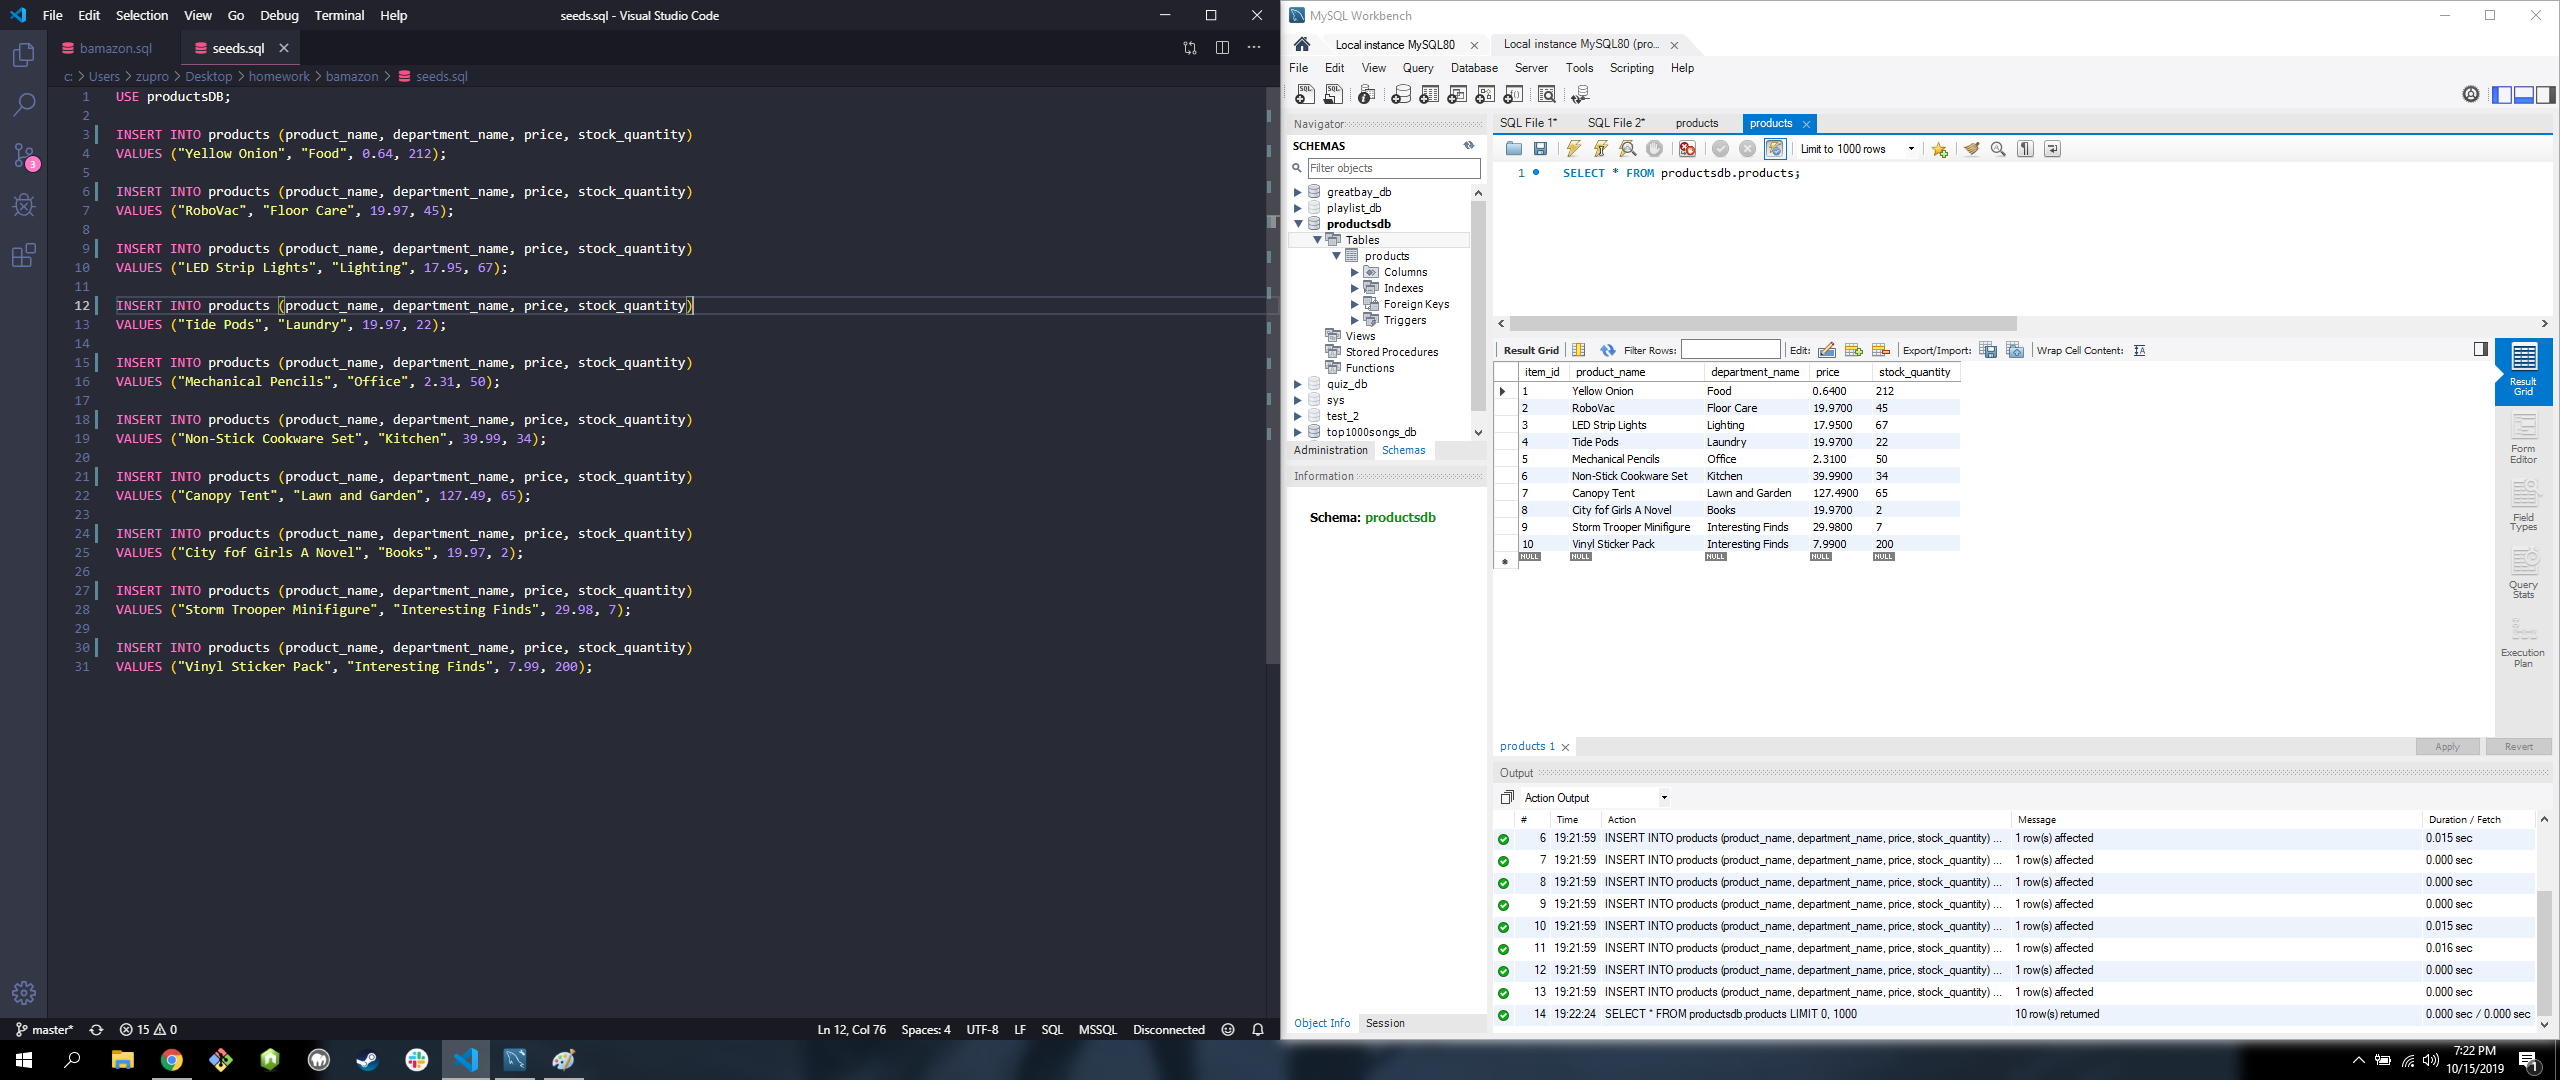 File Edit Selection View Go Debug Terminal Help seeds.sql - Visual Studio Code
bamazon.sql seeds.sql
c: > Users > zupro > Desktop > homework > bamazon > seeds.sql
1 USE productsDB;
2
3 INSERT INTO products (product_name, department_name, price, stock_quantity)
4 VALUES ("Yellow Onion", "Food", 0.64, 212);
5
6 INSERT INTO products (product_name, department_name, price, stock_quantity)
7 VALUES ("RoboVac", "Floor Care", 19.97, 45);
8
9 INSERT INTO products (product_name, department_name, price, stock_quantity)
10 VALUES ("LED Strip Lights", "Lighting", 17.95, 67);
11
12 INSERT INTO products (product_name, department_name, price, stock_quantity)
13 VALUES ("Tide Pods", "Laundry", 19.97, 22);
14
15 INSERT INTO products (product_name, department_name, price, stock_quantity)
16 VALUES ("Mechanical Pencils", "Office", 2.31, 50);
17
18 INSERT INTO products (product_name, department_name, price, stock_quantity)
19 VALUES ("Non-Stick Cookware Set", "Kitchen", 39.99, 34);
20
21 INSERT INTO products (product_name, department_name, price, stock_quantity)
22 VALUES ("Canopy Tent", "Lawn and Garden", 127.49, 65);
23
24 INSERT INTO products (product_name, department_name, price, stock_quantity)
25 VALUES ("City fof Girls A Novel", "Books", 19.97, 2);
26
27 INSERT INTO products (product_name, department_name, price, stock_quantity)
28 VALUES ("Storm Trooper Minifigure", "Interesting Finds", 29.98, 7);
29
30 INSERT INTO products (product_name, department_name, price, stock_quantity)
31 VALUES ("Vinyl Sticker Pack", "Interesting Finds", 7.99, 200);
3
master* 15 0 Ln 12, Col 76 Spaces: 4 UTF-8 LF SQL MSSQL Disconnected
MySQL Workbench
Local instance MySQL80 Local instance MySQL80 (pro...
File Edit View Query Database Server Tools Scripting Help
Navigator
SCHEMAS
Filter objects
greatbay_db
playlist_db
productsdb
Tables
products
Columns
Indexes
Foreign Keys
Triggers
Views
Stored Procedures
Functions
quiz_db
sys
test_2
top1000songs_db
Administration Schemas
Information
Schema: productsdb
Object Info Session
SQL File 1* SQL File 2* products products
Limit to 1000 rows
1 SELECT * FROM productsdb.products;
Result Grid Filter Rows: Edit: Export/Import: Wrap Cell Content:
item_id product_name department_name price stock_quantity
1 Yellow Onion Food 0.6400 212
2 RoboVac Floor Care 19.9700 45
3 LED Strip Lights Lighting 17.9500 67
4 Tide Pods Laundry 19.9700 22
5 Mechanical Pencils Office 2.3100 50
6 Non-Stick Cookware Set Kitchen 39.9900 34
7 Canopy Tent Lawn and Garden 127.4900 65
8 City fof Girls A Novel Books 19.9700 2
9 Storm Trooper Minifigure Interesting Finds 29.9800 7
10 Vinyl Sticker Pack Interesting Finds 7.9900 200
NULL NULL NULL NULL NULL
Result Grid
Form Editor
Field Types
Query Stats
Execution Plan
products 1 Apply Revert
Output
Action Output
# Time Action Message Duration / Fetch
6 19:21:59 INSERT INTO products (product_name, department_name, price, stock_quantity) ... 1 row(s) affected 0.015 sec
7 19:21:59 INSERT INTO products (product_name, department_name, price, stock_quantity) ... 1 row(s) affected 0.000 sec
8 19:21:59 INSERT INTO products (product_name, department_name, price, stock_quantity) ... 1 row(s) affected 0.000 sec
9 19:21:59 INSERT INTO products (product_name, department_name, price, stock_quantity) ... 1 row(s) affected 0.000 sec
10 19:21:59 INSERT INTO products (product_name, department_name, price, stock_quantity) ... 1 row(s) affected 0.015 sec
11 19:21:59 INSERT INTO products (product_name, department_name, price, stock_quantity) ... 1 row(s) affected 0.016 sec
12 19:21:59 INSERT INTO products (product_name, department_name, price, stock_quantity) ... 1 row(s) affected 0.000 sec
13 19:21:59 INSERT INTO products (product_name, department_name, price, stock_quantity) ... 1 row(s) affected 0.000 sec
14 19:22:24 SELECT * FROM productsdb.products LIMIT 0, 1000 10 row(s) returned 0.000 sec / 0.000 sec
7:22 PM
10/15/2019
1